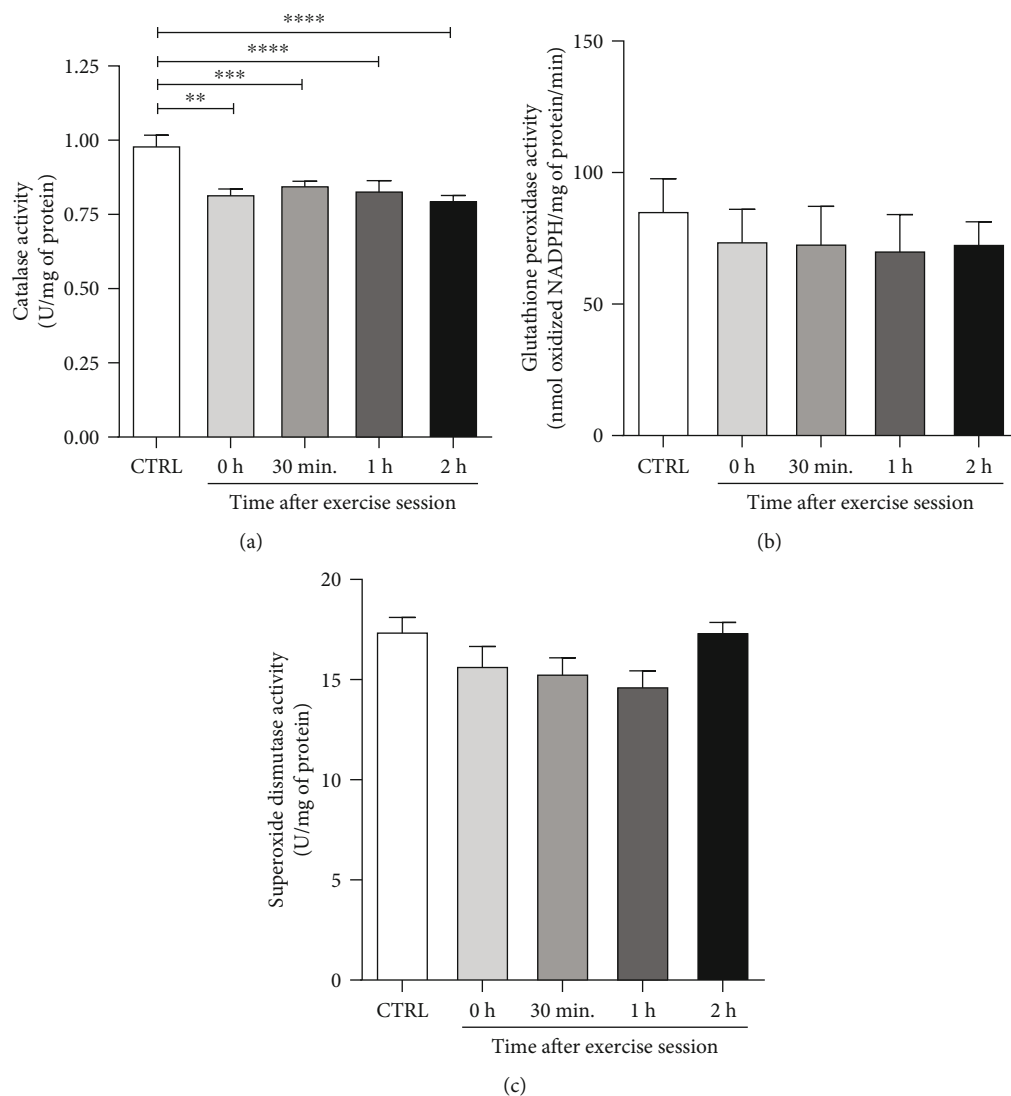 ****
****
***
**
Catalase activity
(U/mg of protein)
1.25
1.00
0.75
0.50
0.25
0.00
CTRL 0 h 30 min. 1 h 2 h
Time after exercise session
(a)
Glutathione peroxidase activity
(nmol oxidized NADPH/mg of protein/min)
150
100
50
0
CTRL 0 h 30 min. 1 h 2 h
Time after exercise session
(b)
Superoxide dismutase activity
(U/mg of protein)
20
15
10
5
0
CTRL 0 h 30 min. 1 h 2 h
Time after exercise session
(c)